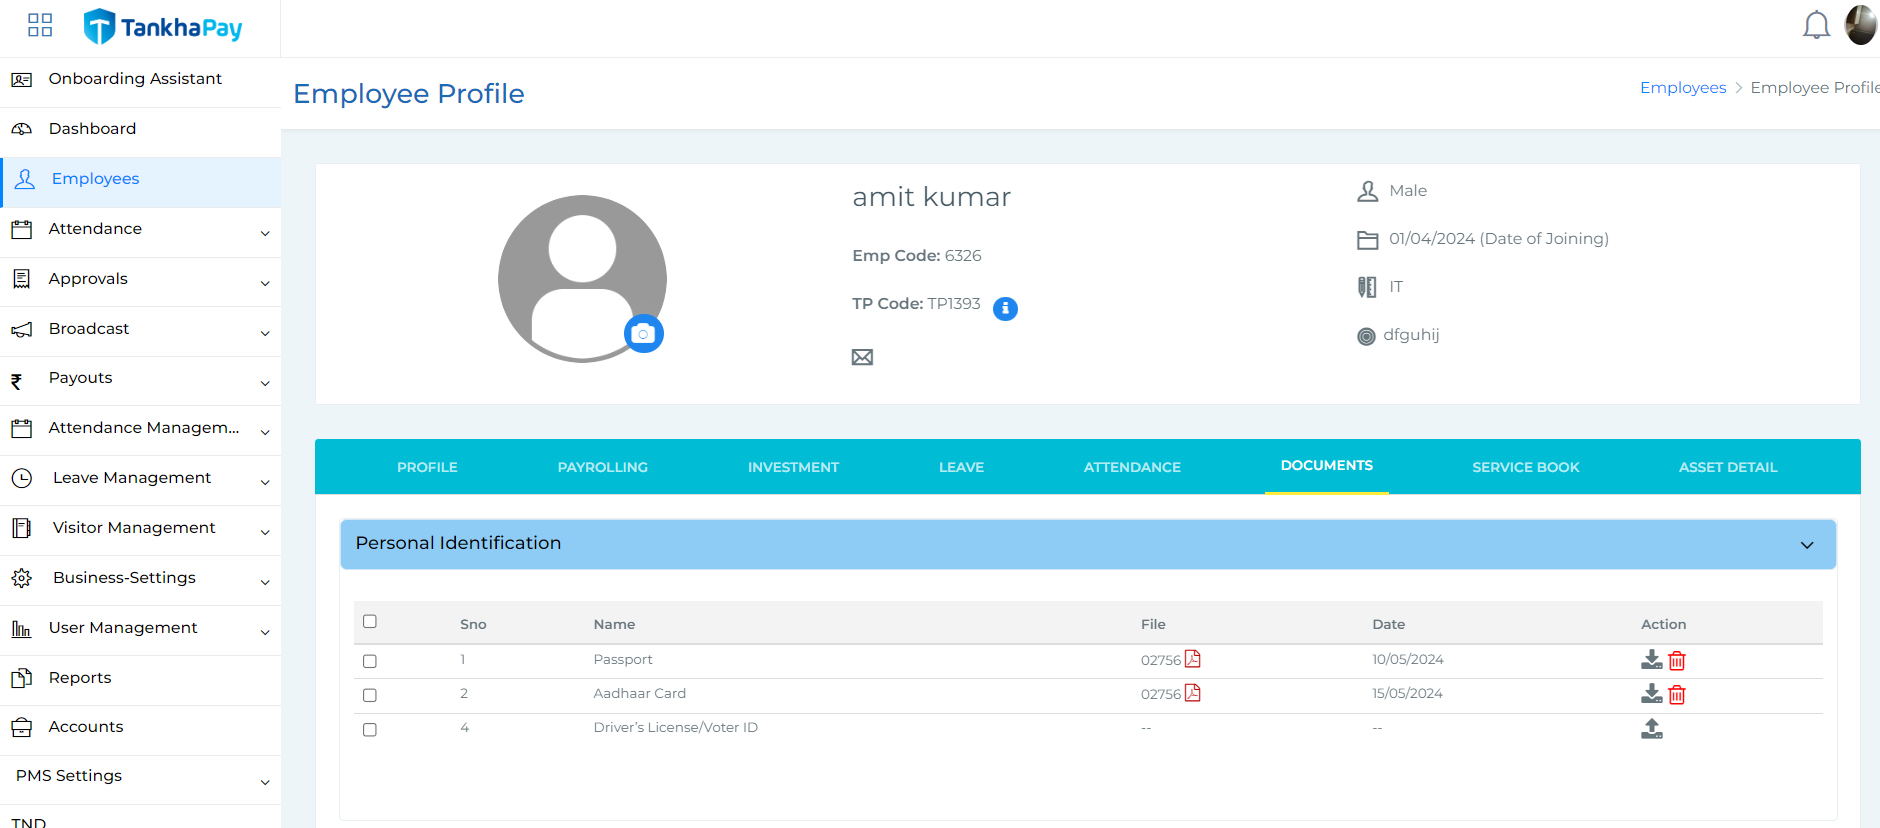 TankhaPay
Onboarding Assistant
Dashboard
Employees
Attendance
Approvals
Broadcast
Payouts
Attendance Managem...
Leave Management
Visitor Management
Business-Settings
User Management
Reports
Accounts
PMS Settings
TND
Employee Profile
Employees > Employee Profile
amit kumar
Emp Code: 6326
TP Code: TP1393
Male
01/04/2024 (Date of Joining)
IT
dfguhij
PROFILE PAYROLLING INVESTMENT LEAVE ATTENDANCE DOCUMENTS SERVICE BOOK ASSET DETAIL
Personal Identification
Sno Name File Date Action
1 Passport 02756 10/05/2024
2 Aadhaar Card 02756 15/05/2024
4 Driver’s License/Voter ID -- --